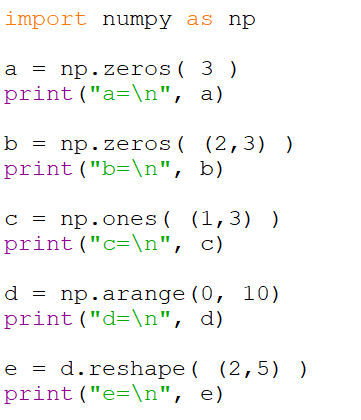 import numpy as np
a = np.zeros( 3 )
print("a=\n", a)
b = np.zeros( (2,3) )
print("b=\n", b)
c = np.ones( (1,3) )
print("c=\n", c)
d = np.arange(0, 10)
print("d=\n", d)
e = d.reshape( (2,5) )
print("e=\n", e)